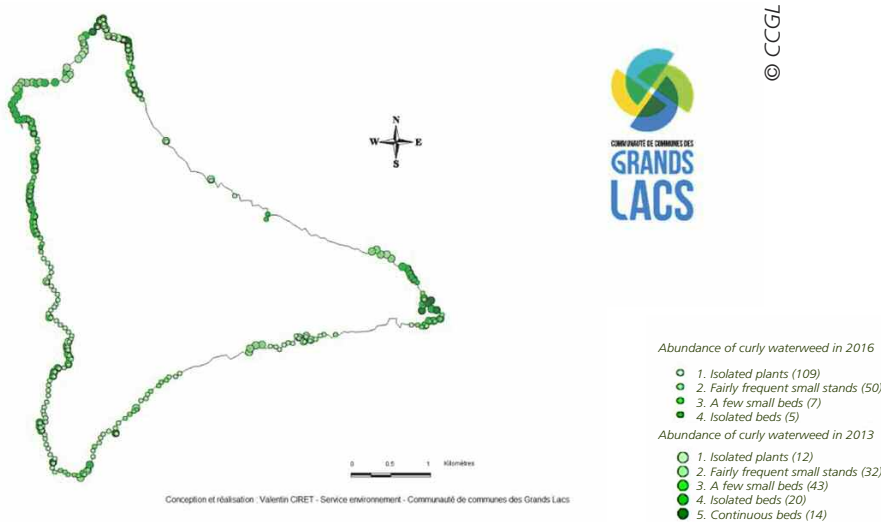 © CCGL
N
W E
S
COMMUNAUTÉ DE COMMUNES DES
GRANDS
LACS
Abundance of curly waterweed in 2016
1. Isolated plants (109)
2. Fairly frequent small stands (50)
3. A few small beds (7)
4. Isolated beds (5)
Abundance of curly waterweed in 2013
1. Isolated plants (12)
2. Fairly frequent small stands (32)
3. A few small beds (43)
4. Isolated beds (20)
5. Continuous beds (14)
0 0.5 1 Kilomètres
Conception et réalisation : Valentin CIRET - Service environnement - Communauté de communes des Grands Lacs